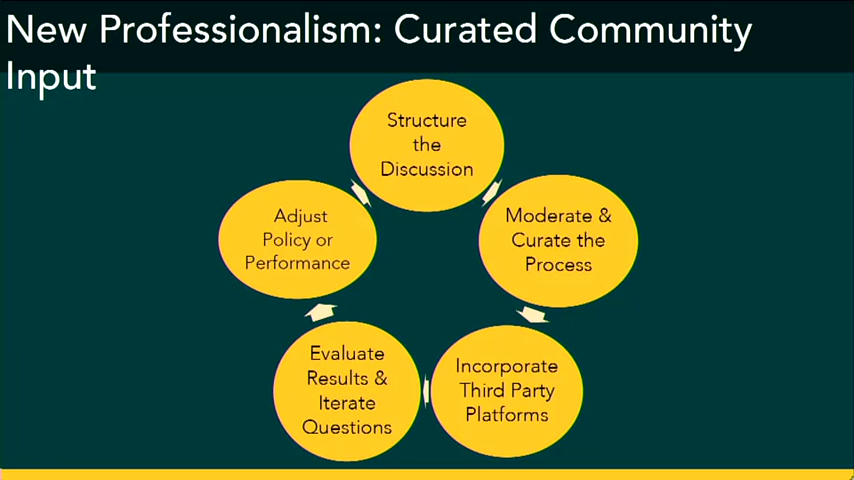 New Professionalism: Curated Community
Input
Structure
the
Discussion
Moderate &
Curate the
Process
Incorporate
Third Party
Platforms
Evaluate
Results &
Iterate
Questions
Adjust
Policy or
Performance